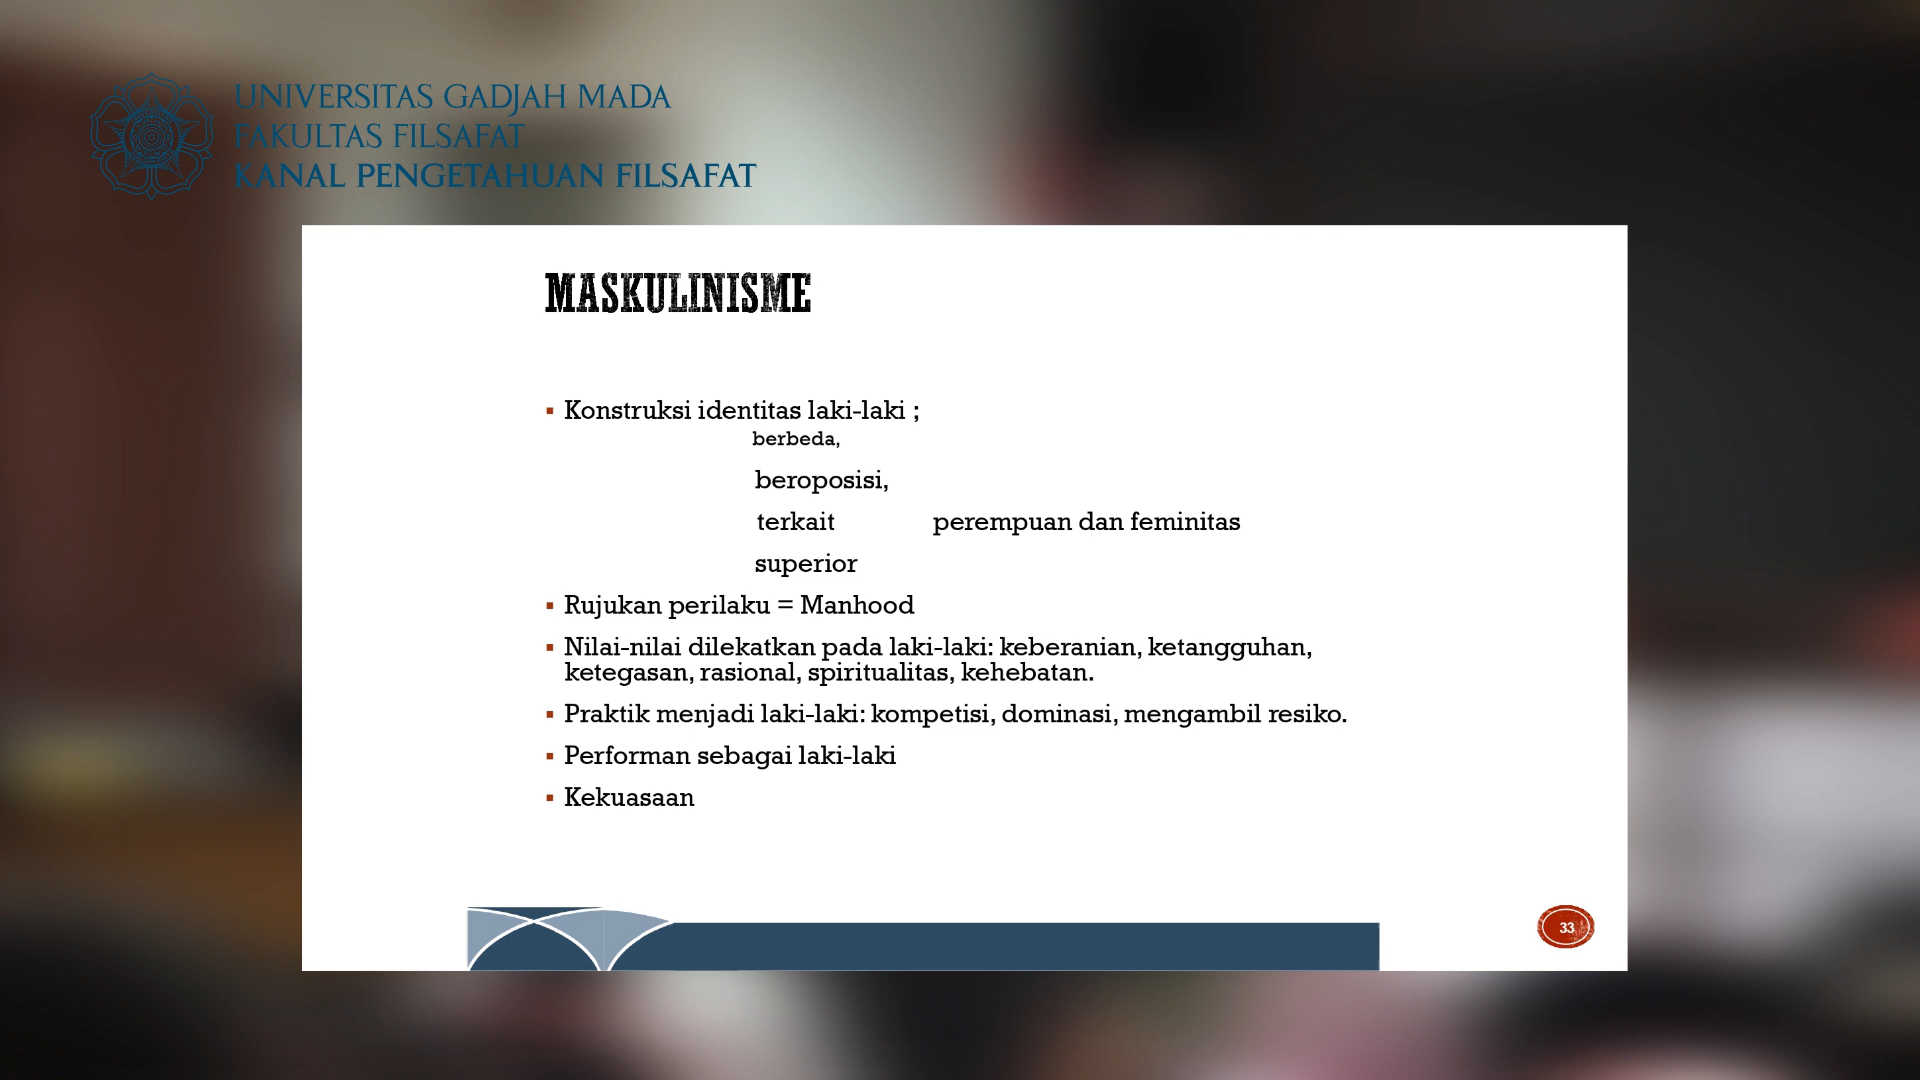 UNIVERSITAS GADJAH MADA
FAKULTAS FILSAFAT
KANAL PENGETAHUAN FILSAFAT
MASKULINISME
▪ Konstruksi identitas laki-laki ;
berbeda,
beroposisi,
terkait perempuan dan feminitas
superior
▪ Rujukan perilaku = Manhood
▪ Nilai-nilai dilekatkan pada laki-laki: keberanian, ketangguhan,
ketegasan, rasional, spiritualitas, kehebatan.
▪ Praktik menjadi laki-laki: kompetisi, dominasi, mengambil resiko.
▪ Performan sebagai laki-laki
▪ Kekuasaan
33